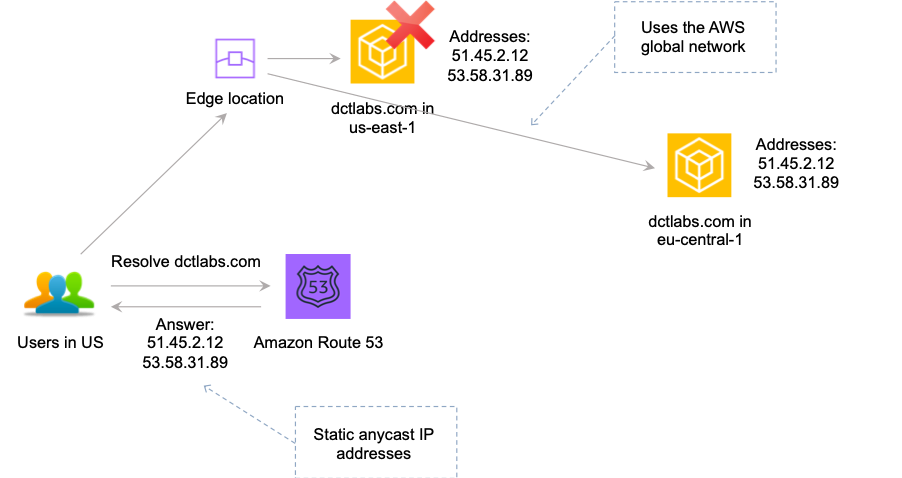 Addresses:
51.45.2.12
53.58.31.89
Uses the AWS
global network
Edge location
dctlabs.com in
us-east-1
Addresses:
51.45.2.12
53.58.31.89
dctlabs.com in
eu-central-1
Resolve dctlabs.com
53
Users in US
Answer:
51.45.2.12
53.58.31.89
Amazon Route 53
Static anycast IP
addresses